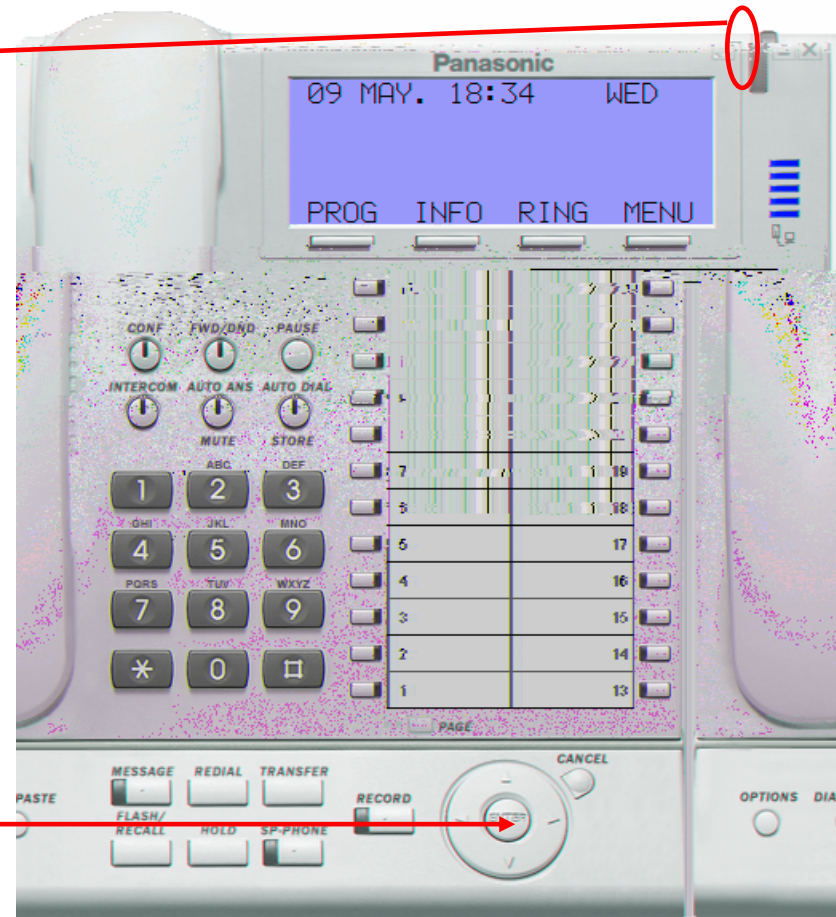 Panasonic
09 MAY. 18:34 WED
PROG INFO RING MENU
CONF FWD/DND PAUSE
INTERCOM AUTO ANS AUTO DIAL
MUTE STORE
ABC DEF
1 2 3
7 19
18
GHI JKL MNO
4 5 6
6 17
PQRS TUV WXYZ
4 16
7 8 9
3 15
2 14
0
1 13
PAGE
CANCEL
MESSAGE REDIAL TRANSFER
PASTE RECORD OPTIONS DIA
FLASH/
RECALL HOLD SP-PHONE
ENTER